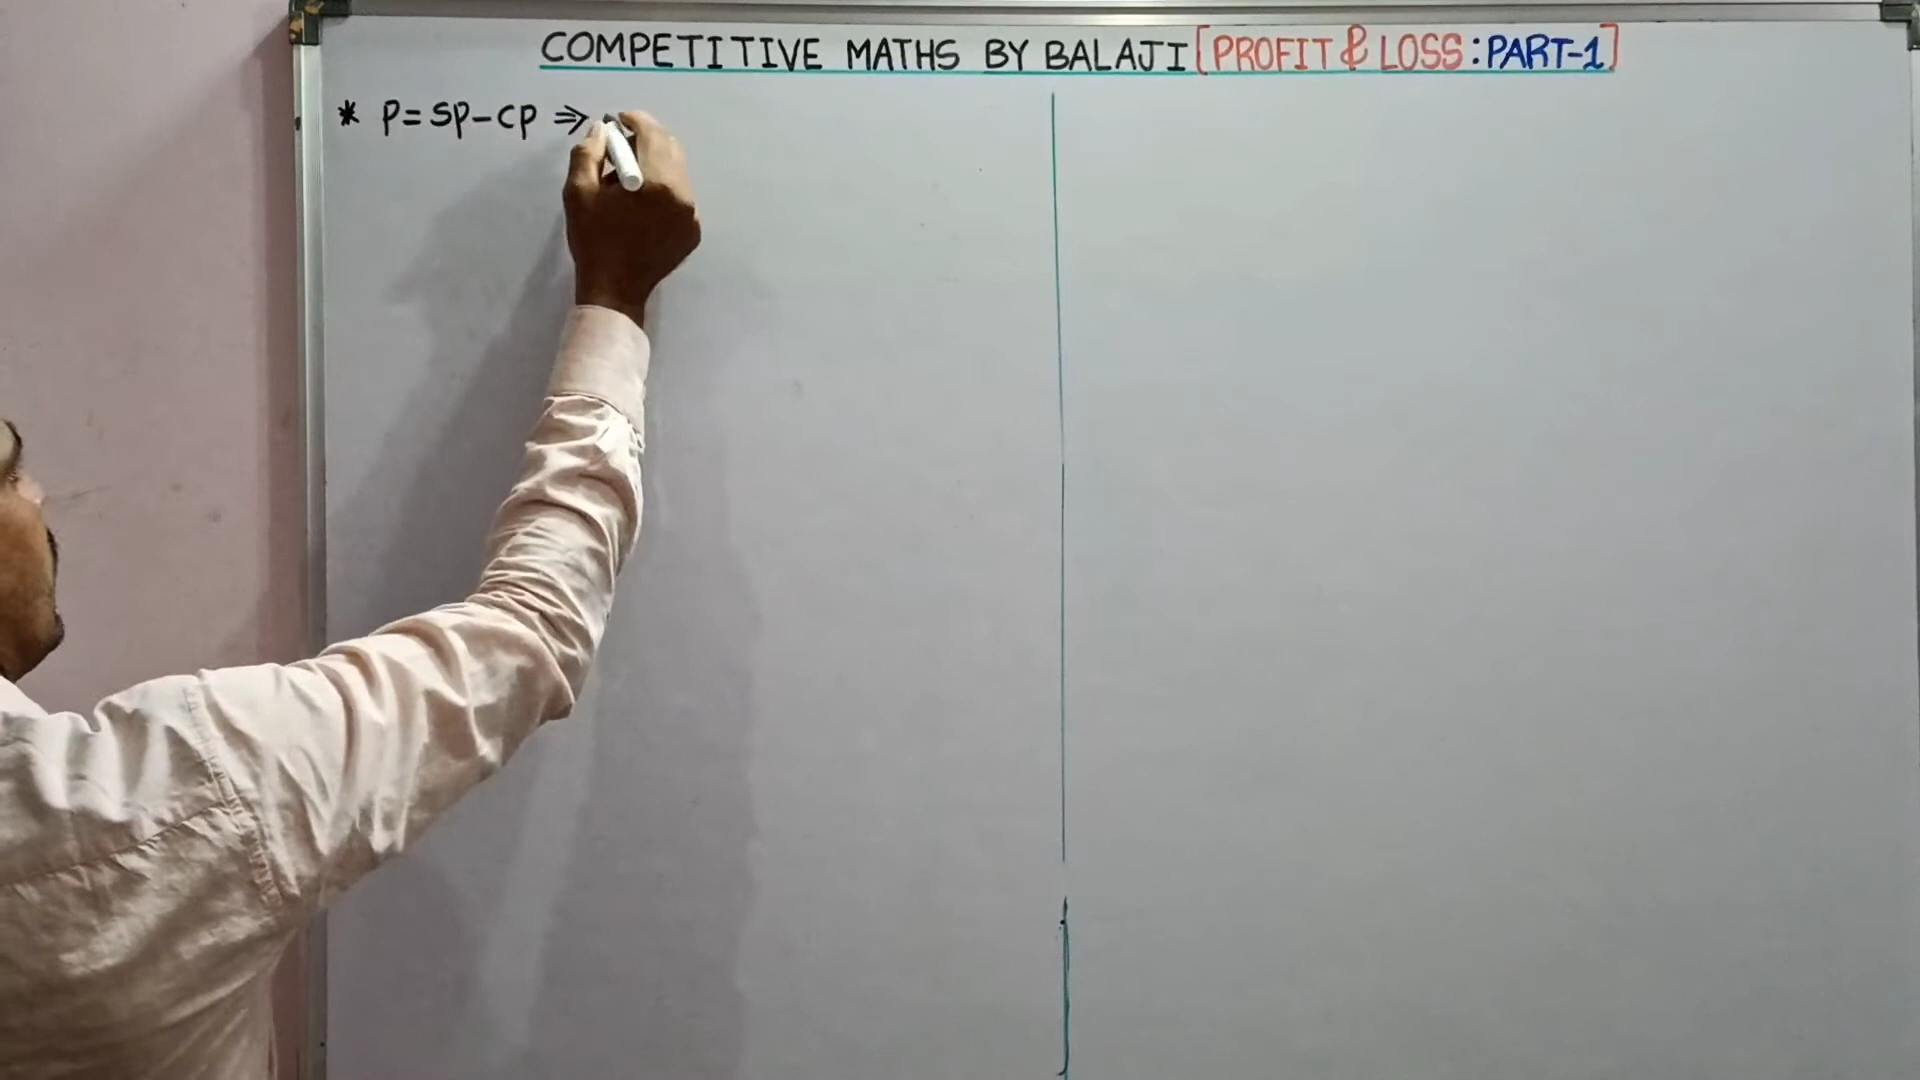 COMPETITIVE MATHS BY BALAJI [PROFIT & LOSS : PART-1]
* P = SP - CP ⇒